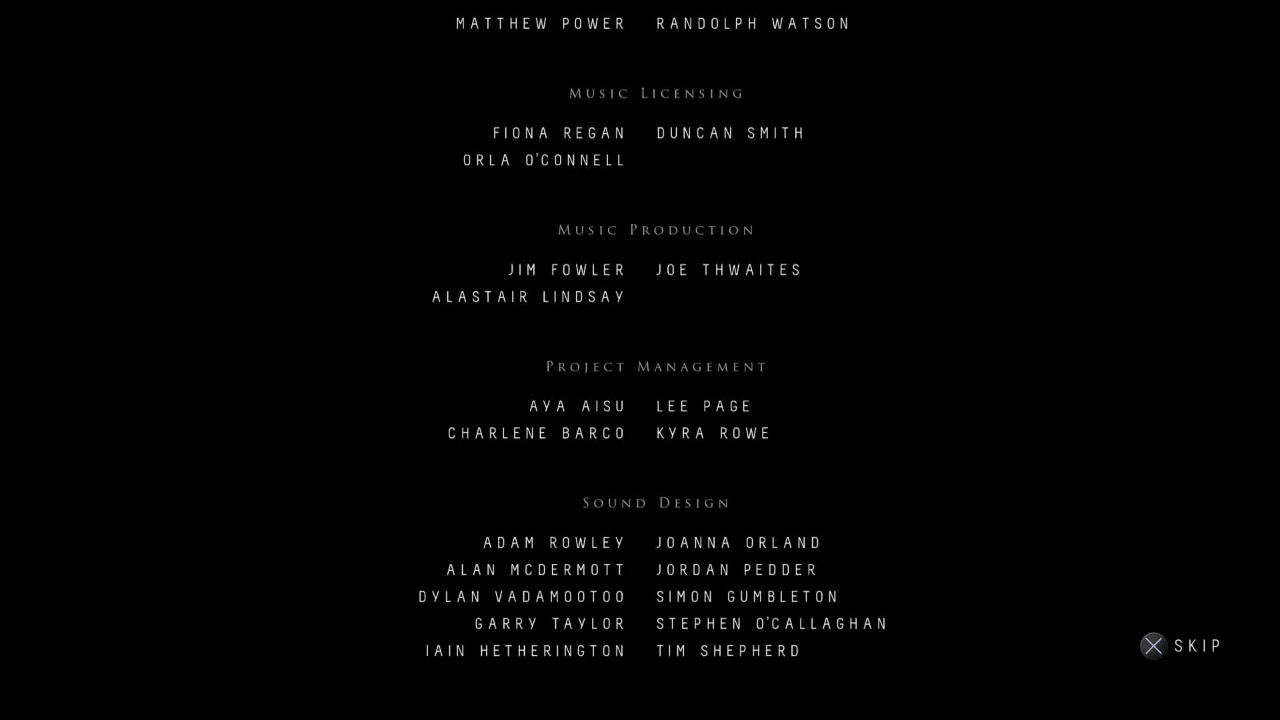 MATTHEW POWER RANDOLPH WATSON
MUSIC LICENSING
FIONA REGAN DUNCAN SMITH
ORLA O'CONNELL
MUSIC PRODUCTION
JIM FOWLER JOE THWAITES
ALASTAIR LINDSAY
PROJECT MANAGEMENT
AYA AISU LEE PAGE
CHARLENE BARCO KYRA ROWE
SOUND DESIGN
ADAM ROWLEY JOANNA ORLAND
ALAN MCDERMOTT JORDAN PEDDER
DYLAN VADAMOOTOO SIMON GUMBLETON
GARRY TAYLOR STEPHEN O'CALLAGHAN
IAIN HETHERINGTON TIM SHEPHERD
SKIP